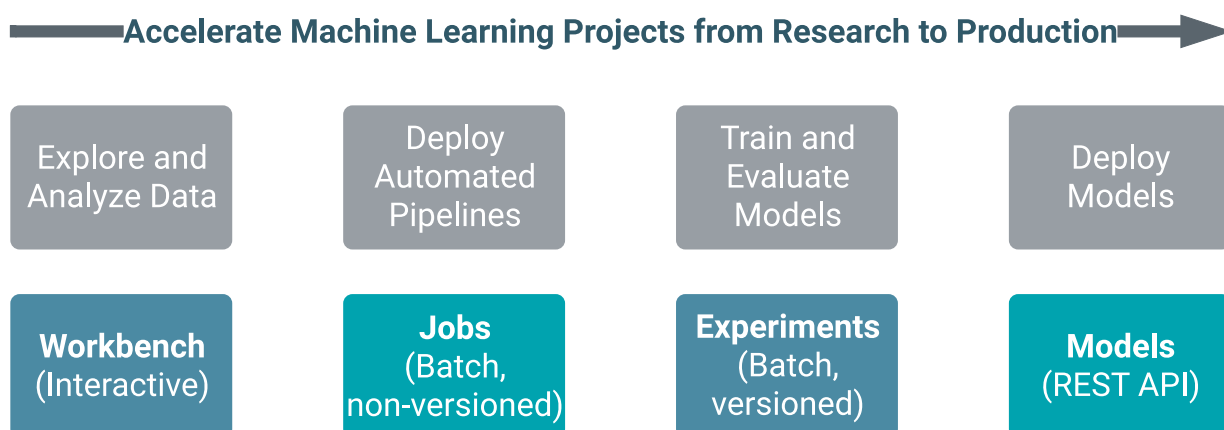 Accelerate Machine Learning Projects from Research to Production
Explore and
Analyze Data
Deploy
Automated
Pipelines
Train and
Evaluate
Models
Deploy
Models
Workbench
(Interactive)
Jobs
(Batch,
non-versioned)
Experiments
(Batch,
versioned)
Models
(REST API)